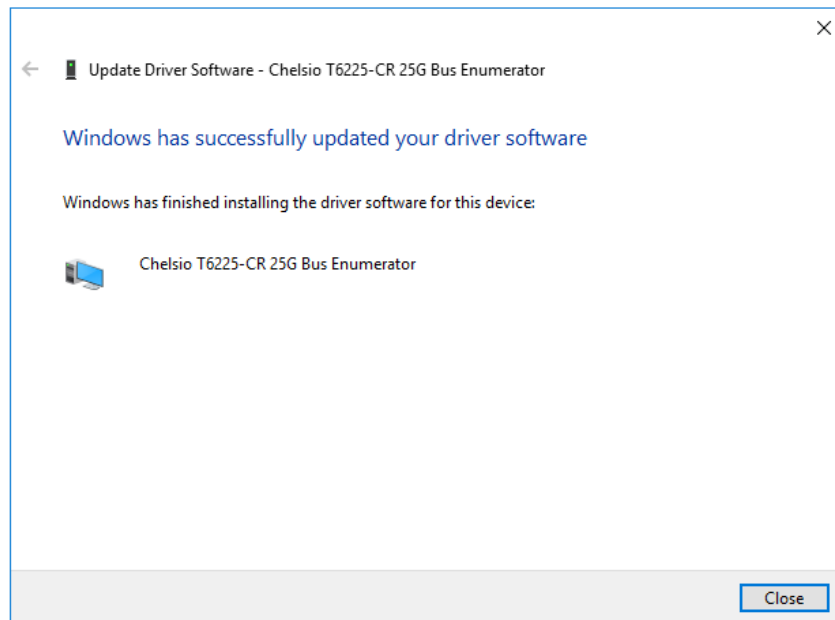 Update Driver Software - Chelsio T6225-CR 25G Bus Enumerator
Windows has successfully updated your driver software
Windows has finished installing the driver software for this device:
Chelsio T6225-CR 25G Bus Enumerator
Close